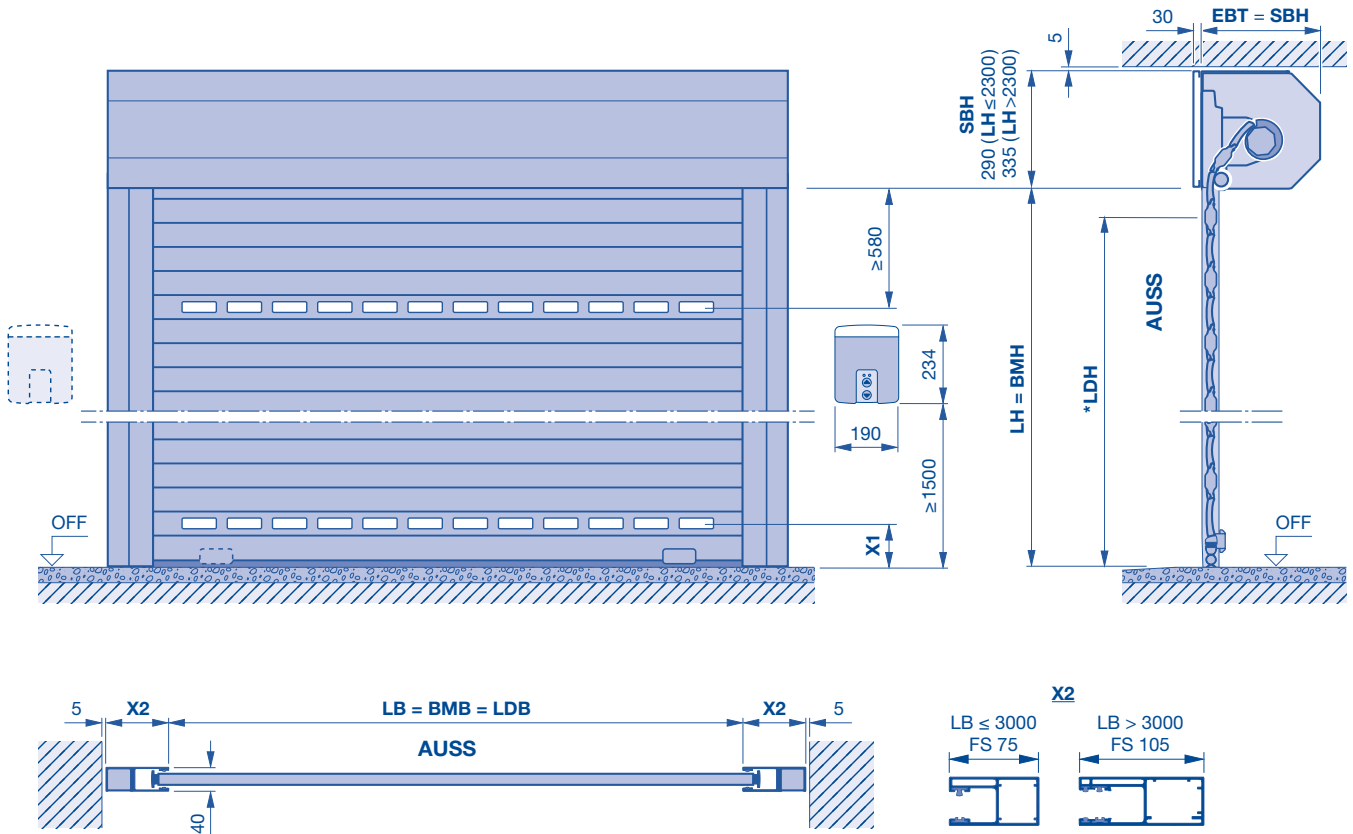 30
EBT = SBH
5
SBH
290 (LH ≤ 2300)
335 (LH > 2300)
≥ 580
AUSS
234
LH = BMH
*LDH
190
≥ 1500
OFF
X1
OFF
5
X2
LB = BMB = LDB
X2
5
AUSS
40
X2
LB ≤ 3000
FS 75
LB > 3000
FS 105